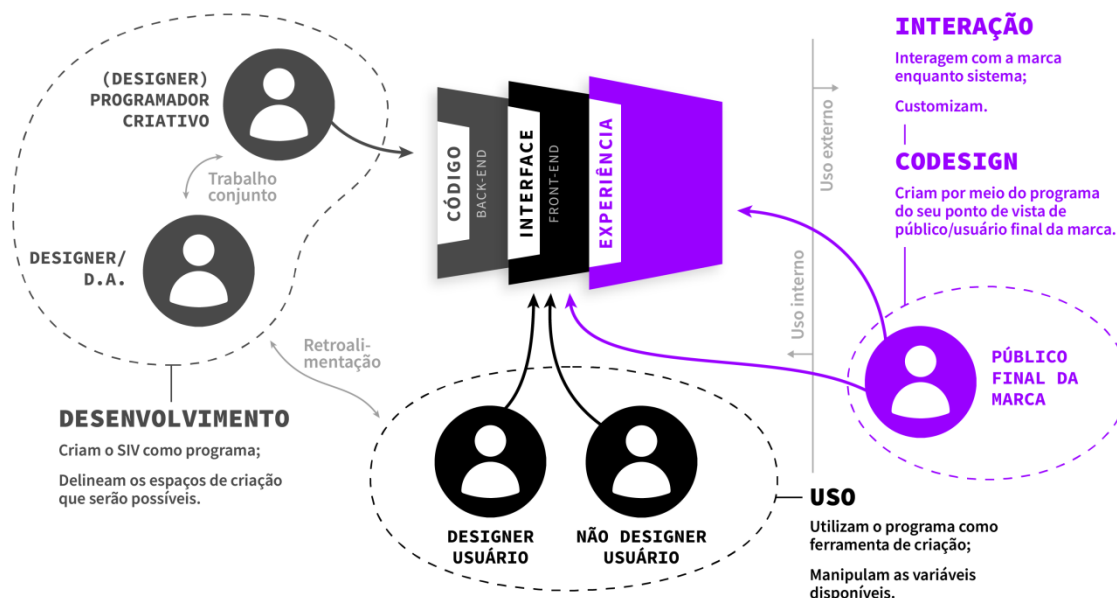 (DESIGNER)
PROGRAMADOR
CRIATIVO
Trabalho
conjunto
DESIGNER/
D.A.
Retroali-
mentação
DESENVOLVIMENTO
Criam o SIV como programa;
Delineam os espaços de criação
que serão possíveis.
CÓDIGO
BACK-END
INTERFACE
FRONT-END
EXPERIÊNCIA
DESIGNER
USUÁRIO
NÃO DESIGNER
USUÁRIO
Uso externo
Uso interno
INTERAÇÃO
Interagem com a marca
enquanto sistema;
Customizam.
CODESIGN
Criam por meio do programa
do seu ponto de vista de
público/usuário final da marca.
PÚBLICO
FINAL DA
MARCA
USO
Utilizam o programa como
ferramenta de criação;
Manipulam as variáveis
disponíveis.